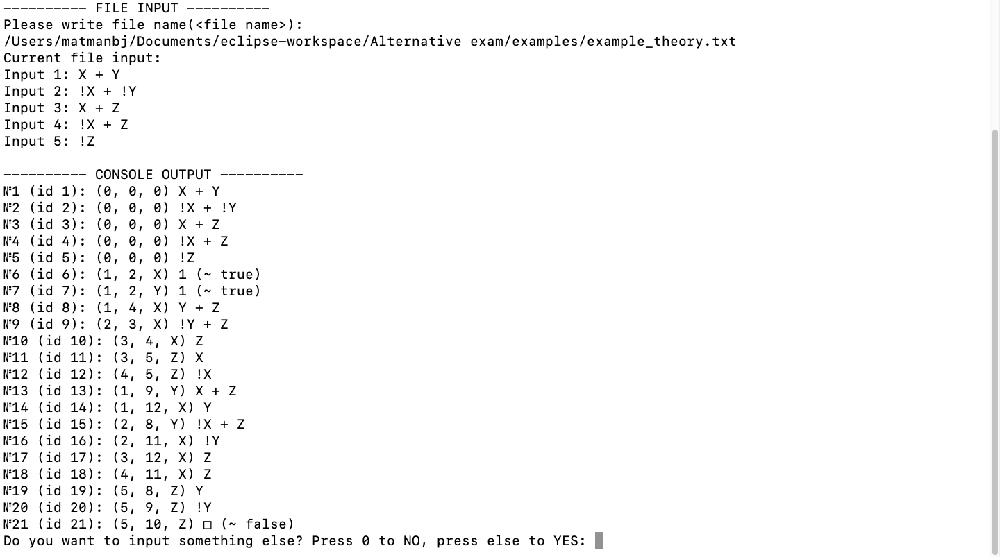 ---------- FILE INPUT ----------
Please write file name(<file name>):
/Users/matmanbj/Documents/eclipse-workspace/Alternative exam/examples/example_theory.txt
Current file input:
Input 1: X + Y
Input 2: !X + !Y
Input 3: X + Z
Input 4: !X + Z
Input 5: !Z
---------- CONSOLE OUTPUT ----------
№1 (id 1): (0, 0, 0) X + Y
№2 (id 2): (0, 0, 0) !X + !Y
№3 (id 3): (0, 0, 0) X + Z
№4 (id 4): (0, 0, 0) !X + Z
№5 (id 5): (0, 0, 0) !Z
№6 (id 6): (1, 2, X) 1 (~ true)
№7 (id 7): (1, 2, Y) 1 (~ true)
№8 (id 8): (1, 4, X) Y + Z
№9 (id 9): (2, 3, X) !Y + Z
№10 (id 10): (3, 4, X) Z
№11 (id 11): (3, 5, Z) X
№12 (id 12): (4, 5, Z) !X
№13 (id 13): (1, 9, Y) X + Z
№14 (id 14): (1, 12, X) Y
№15 (id 15): (2, 8, Y) !X + Z
№16 (id 16): (2, 11, X) !Y
№17 (id 17): (3, 12, X) Z
№18 (id 18): (4, 11, X) Z
№19 (id 19): (5, 8, Z) Y
№20 (id 20): (5, 9, Z) !Y
№21 (id 21): (5, 10, Z) □ (~ false)
Do you want to input something else? Press 0 to NO, press else to YES: